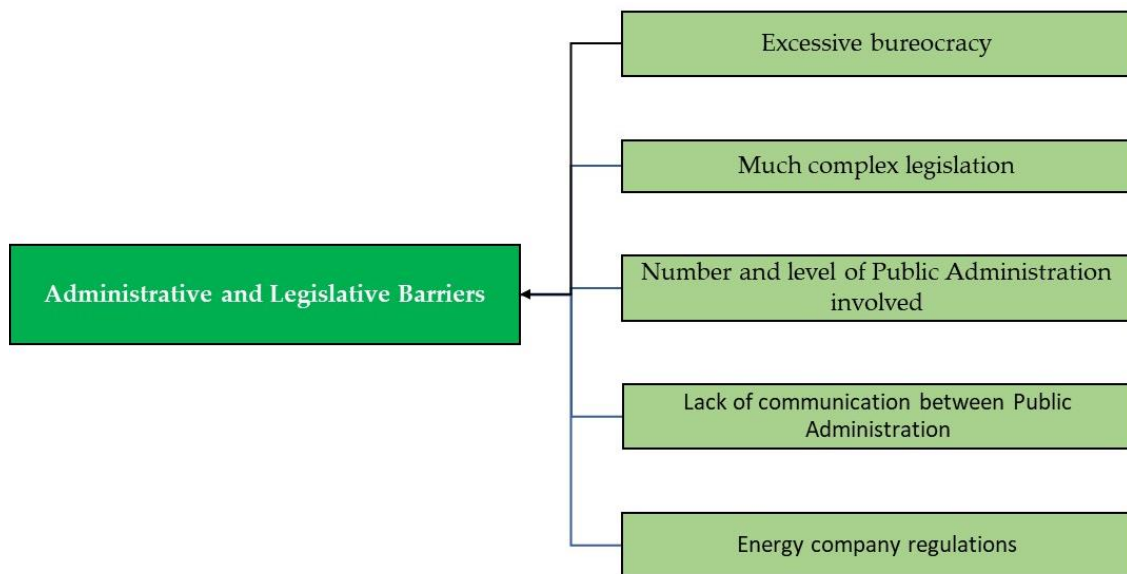 Excessive bureocracy
Much complex legislation
Number and level of Public Administration
involved
Administrative and Legislative Barriers
Lack of communication between Public
Administration
Energy company regulations